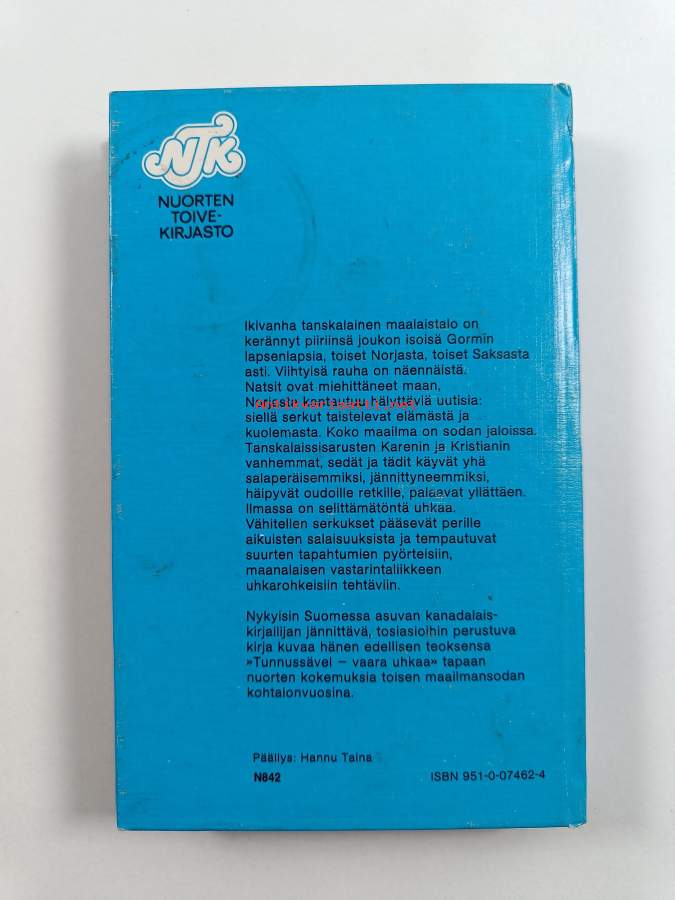 NTK
NUORTEN
TOIVE-
KIRJASTO
Ikivanha tanskalainen maalaistalo on
kerännyt piiriinsä joukon isoisä Gormin
lapsenlapsia, toiset Norjasta, toiset Saksasta
asti. Viihtyisä rauha on näennäistä.
Natsit ovat miehittäneet maan,
Norjasta kantautuu hälyttäviä uutisia:
siellä serkut taistelevat elämästä ja
kuolemasta. Koko maailma on sodan jaloissa.
Tanskalaissisarusten Karenin ja Kristianin
vanhemmat, sedät ja tädit käyvät yhä
salaperäisemmiksi, jännittyneemmiksi,
häipyvät oudoille retkille, palaavat yllättäen.
Ilmassa on selittämätöntä uhkaa.
Vähitellen serkukset pääsevät perille
aikuisten salaisuuksista ja tempautuvat
suurten tapahtumien pyörteisiin,
maanalaisen vastarintaliikkeen
uhkarohkeisiin tehtäviin.
Nykyisin Suomessa asuvan kanadalais-
kirjailijan jännittävä, tosiasioihin perustuva
kirja kuvaa hänen edellisen teoksensa
»Tunnussävel – vaara uhkaa» tapaan
nuorten kokemuksia toisen maailmansodan
kohtalonvuosina.
Päällys: Hannu Taina
N842 ISBN 951-0-07462-4